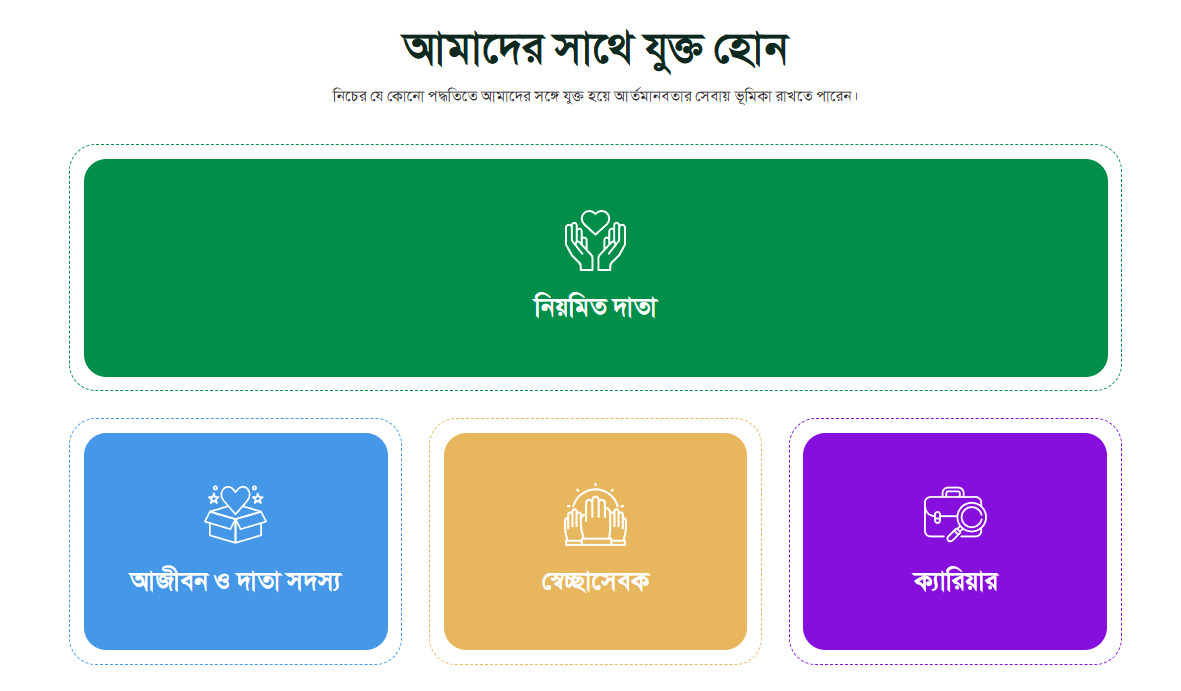 আমাদের সাথে যুক্ত হোন
নিচের যে কোনো পদ্ধতিতে আমাদের সঙ্গে যুক্ত হয়ে আর্তমানবতার সেবায় ভূমিকা রাখতে পারেন।
নিয়মিত দাতা
আজীবন ও দাতা সদস্য
স্বেচ্ছাসেবক
ক্যারিয়ার